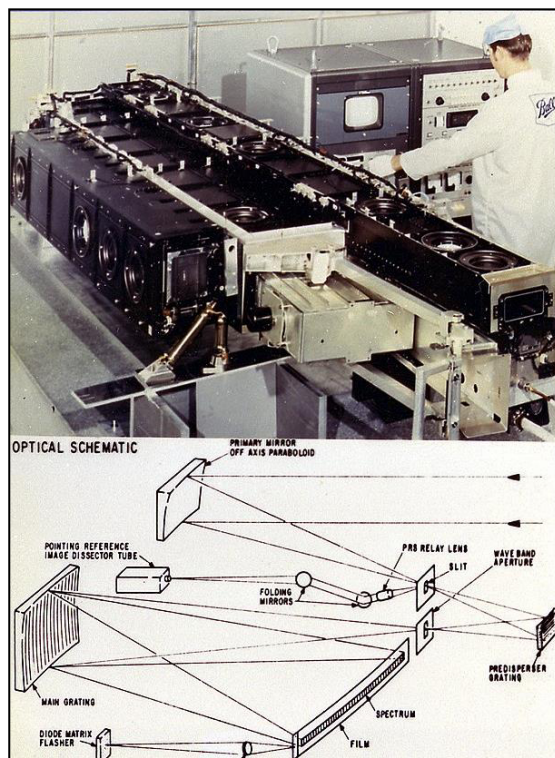 Ball
OPTICAL SCHEMATIC
PRIMARY MIRROR
OFF AXIS PARABOLOID
POINTING REFERENCE
IMAGE DISSECTOR TUBE
PRS RELAY LENS
SLIT
WAVE BAND
APERTURE
FOLDING
MIRRORS
PREDISPERSER
GRATING
MAIN GRATING
SPECTRUM
FILM
DIODE MATRIX
FLASHER